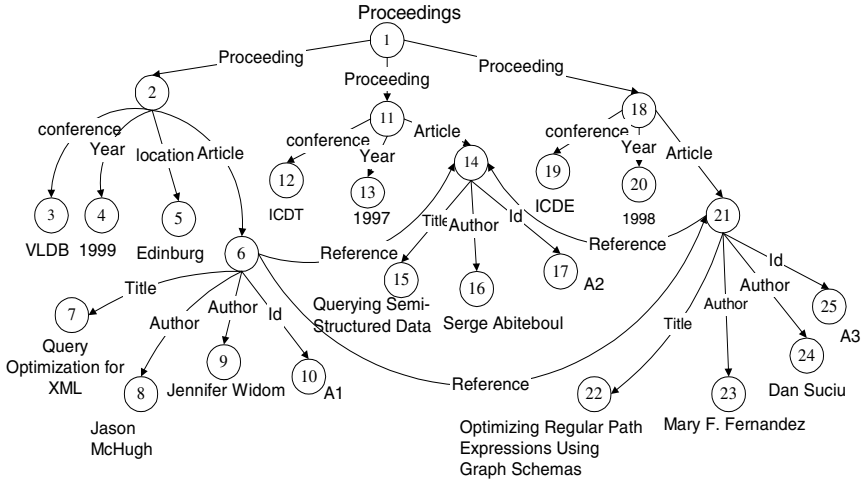 Proceedings
1
Proceeding
Proceeding
Proceeding
2
11
18
conference
Year
location
Article
conference
Year
Article
conference
Year
Article
3
4
5
12
13
14
19
20
21
VLDB
1999
Edinburg
ICDT
1997
ICDE
1998
6
Reference
Reference
Title
Author
Id
15
16
17
Querying Semi-
Structured Data
Serge Abiteboul
A2
Title
Author
Author
Id
7
8
9
10
Query
Optimization for
XML
Jason
McHugh
Jennifer Widom
A1
Reference
Title
Author
Author
Id
22
23
24
25
Optimizing Regular Path
Expressions Using
Graph Schemas
Mary F. Fernandez
Dan Suciu
A3